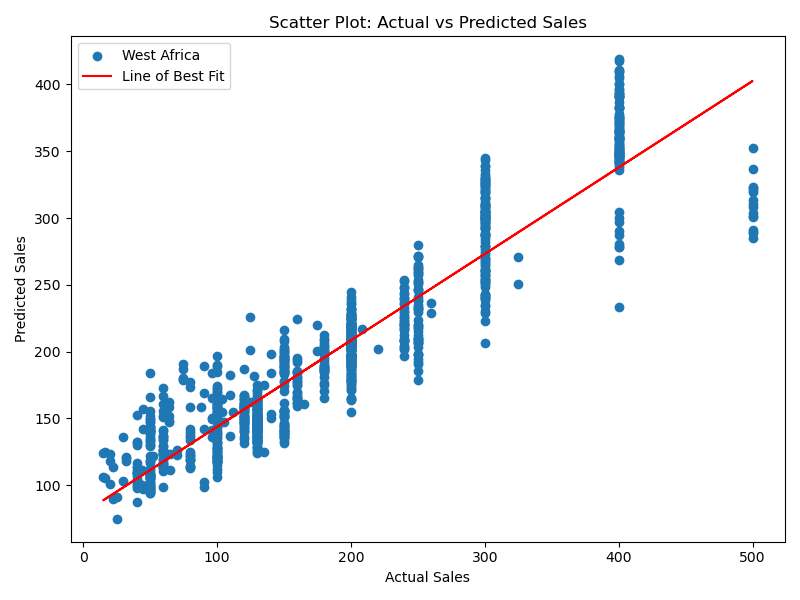 Scatter Plot: Actual vs Predicted Sales
West Africa
Line of Best Fit
Predicted Sales
400
350
300
250
200
150
100
0 100 200 300 400 500
Actual Sales